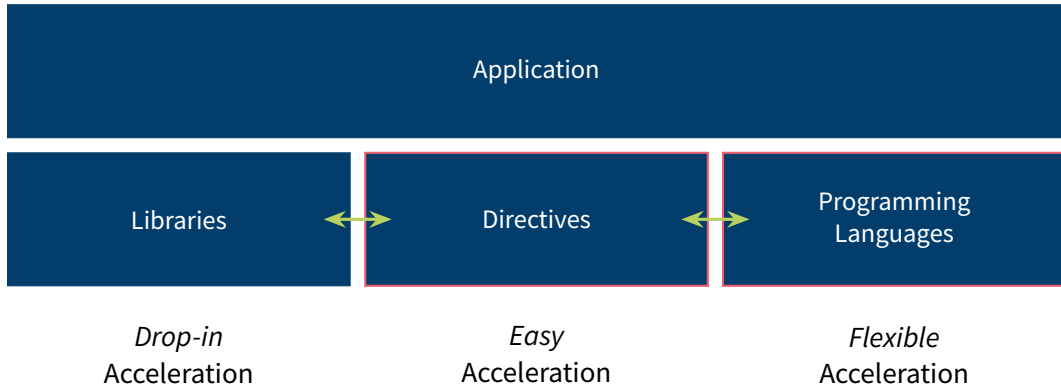 Application
Libraries
Directives
Programming
Languages
Drop-in
Acceleration
Easy
Acceleration
Flexible
Acceleration